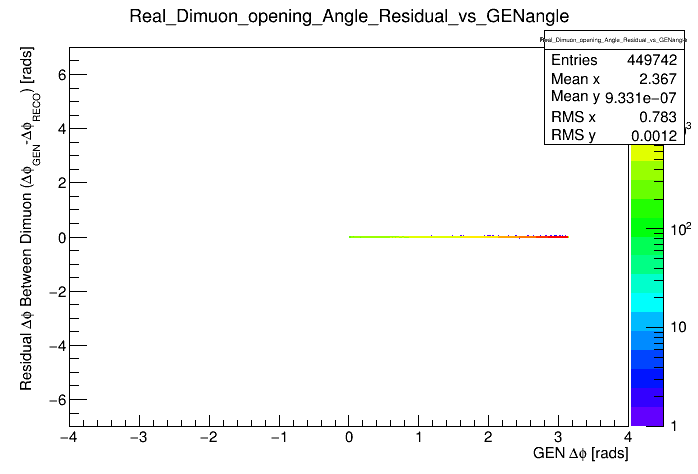 Real_Dimuon_opening_Angle_Residual_vs_GENangle
Real_Dimuon_opening_Angle_Residual_vs_GENangle
Entries 449742
Mean x 2.367
Mean y 9.331e−07
RMS x 0.783
RMS y 0.0012
Residual Δϕ Between Dimuon (Δϕ_GEN-Δϕ_RECO) [rads]
6
4
2
0
−2
−4
−6
−4 −3 −2 −1 0 1 2 3 4
GEN Δϕ [rads]
10²
10
1